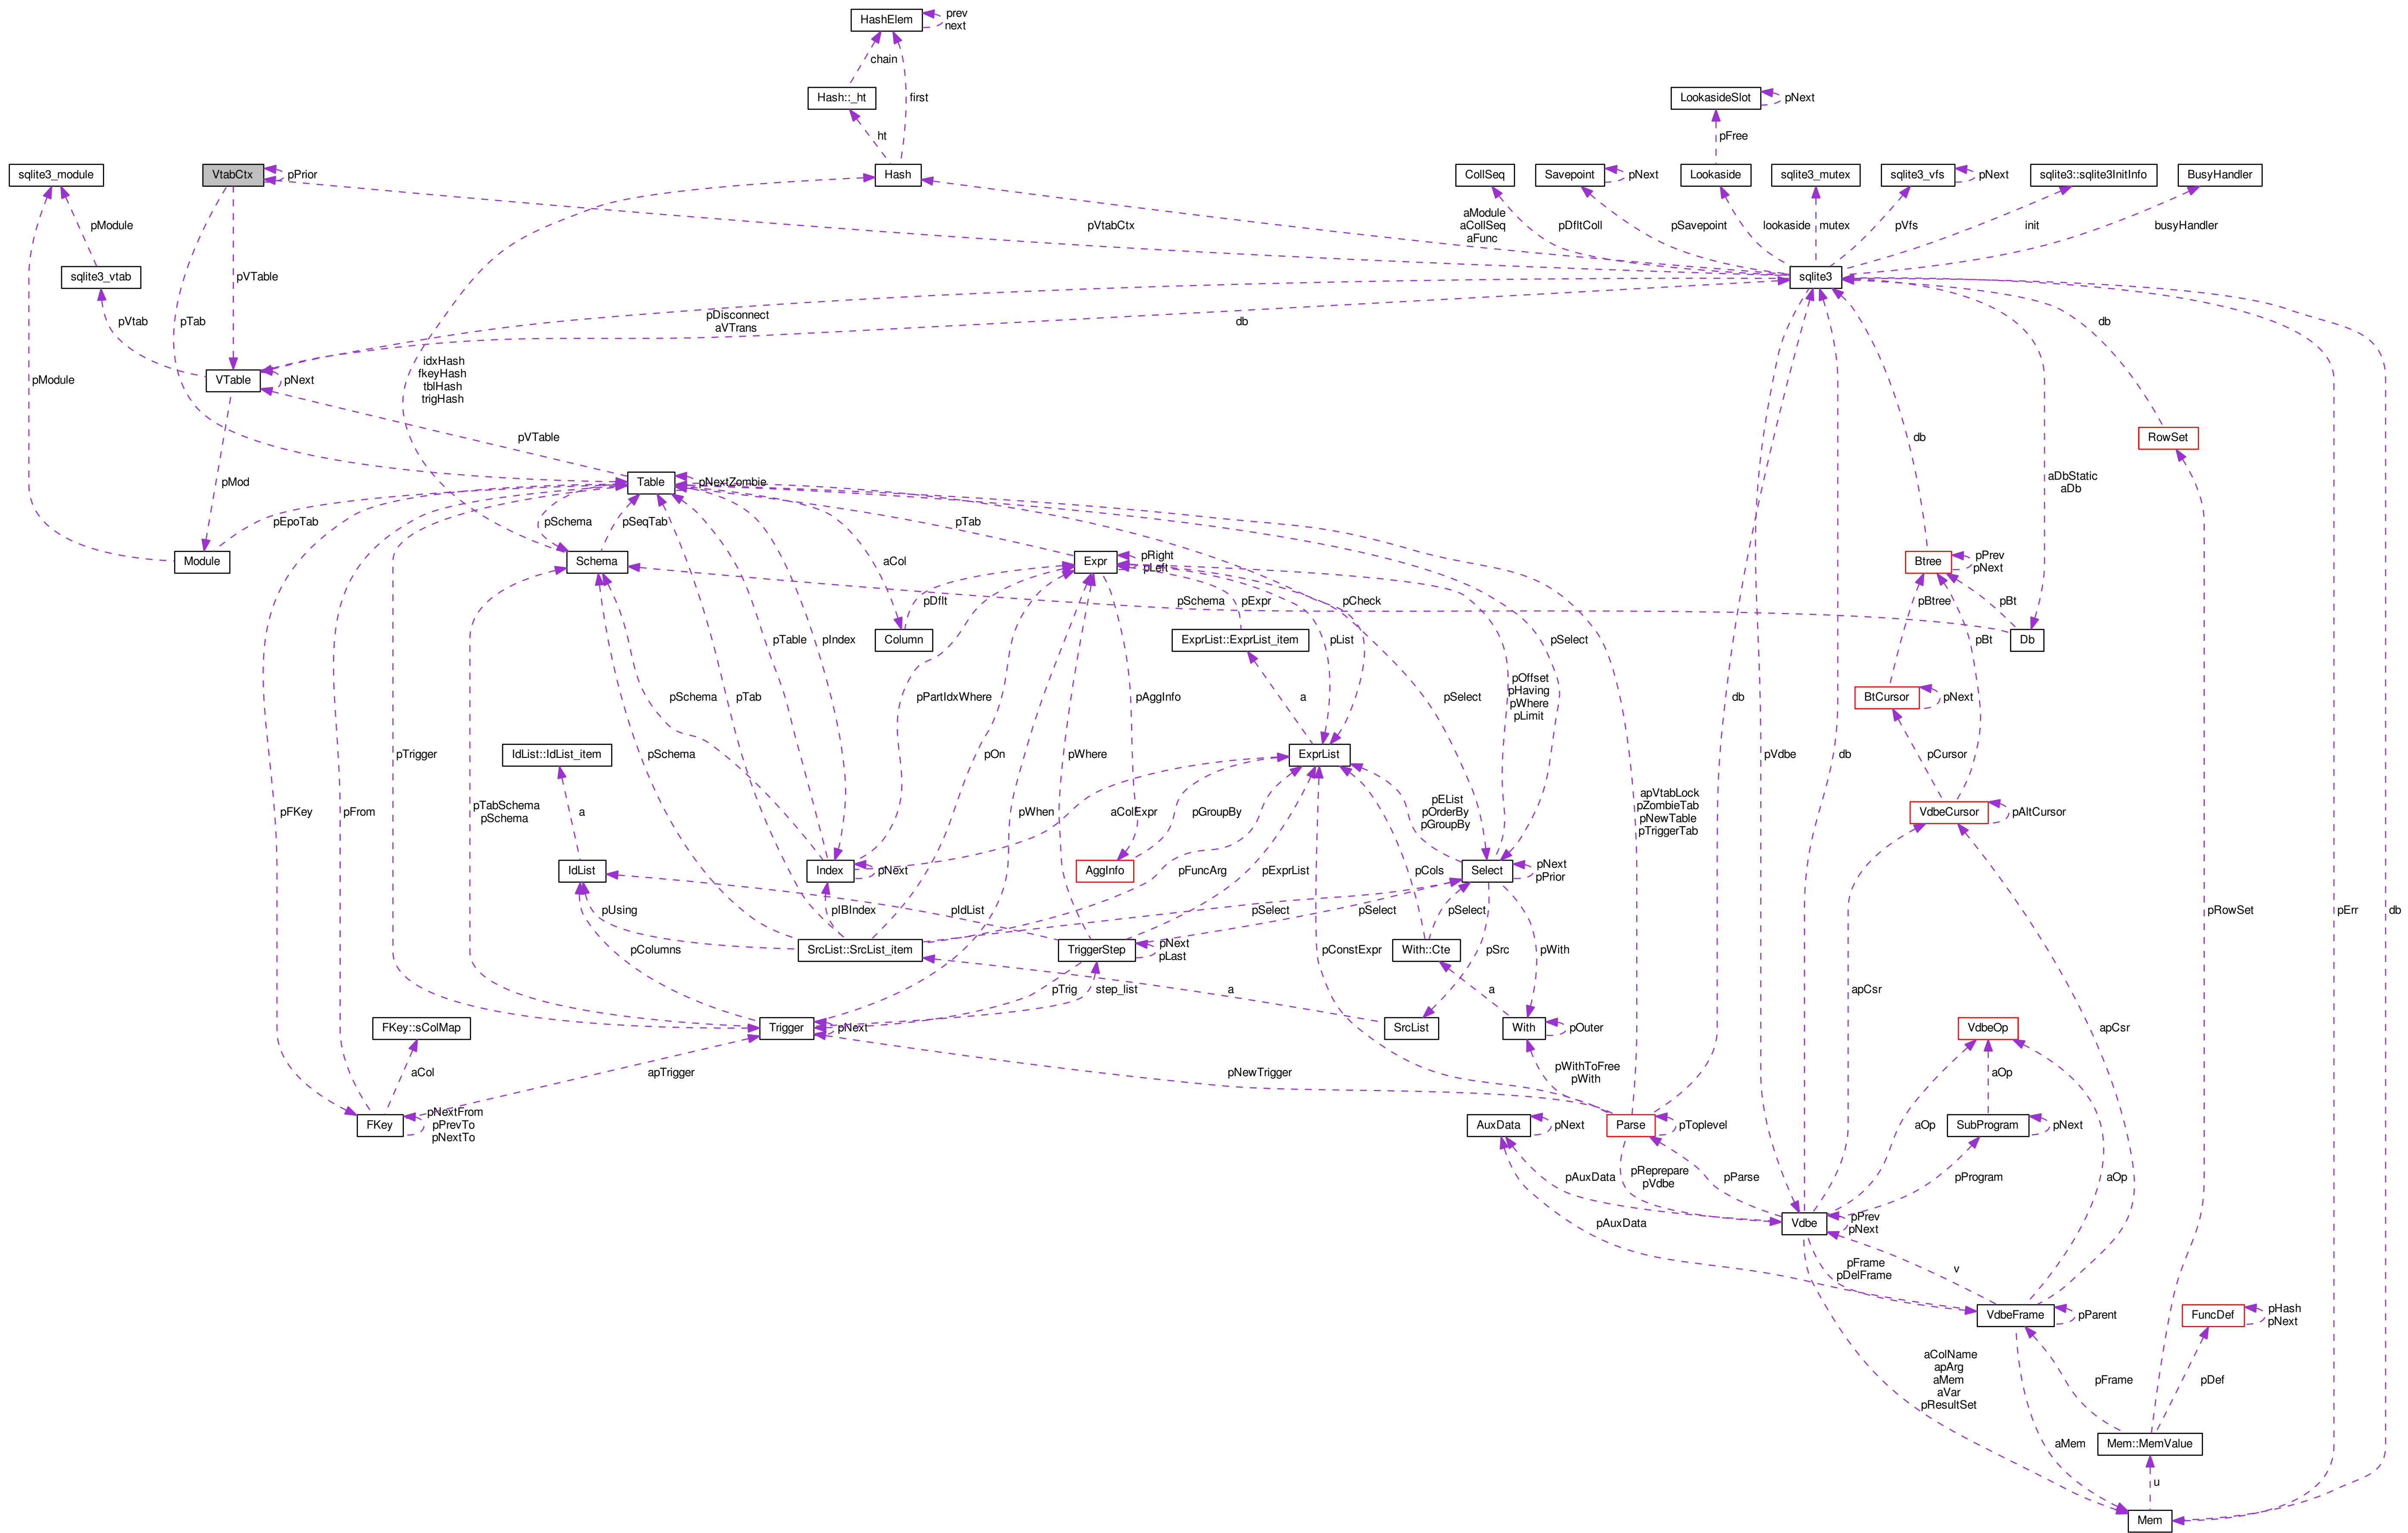 HashElem
prev
next
chain
Hash::_ht
first
LookasideSlot
pNext
ht
pFree
sqlite3_module
VtabCtx
pPrior
Hash
CollSeq
Savepoint
pNext
Lookaside
sqlite3_mutex
sqlite3_vfs
pNext
sqlite3::sqlite3InitInfo
BusyHandler
pModule
pVtabCtx
aModule
aCollSeq
aFunc
pDfltColl
pSavepoint
lookaside
mutex
pVfs
init
busyHandler
sqlite3_vtab
pVTable
sqlite3
pVtab
pTab
pDisconnect
aVTrans
db
db
pModule
VTable
pNext
idxHash
fkeyHash
tblHash
trigHash
pVTable
db
RowSet
pMod
Table
pNextZombie
aDbStatic
aDb
pEpoTab
pSchema
pSeqTab
pTab
Module
Schema
aCol
Expr
pRight
pLeft
Btree
pPrev
pNext
pDflt
pSchema
pExpr
pCheck
pBtree
pBt
Column
pTable
pIndex
ExprList::ExprList_item
pList
pSelect
pBt
Db
pSchema
pTab
pPartIdxWhere
pAggInfo
a
pSelect
pOffset
pHaving
pWhere
pLimit
db
BtCursor
pNext
pTrigger
IdList::IdList_item
pSchema
pOn
pWhere
ExprList
pVdbe
db
pCursor
pRowSet
pErr
db
pFKey
pFrom
pTabSchema
pSchema
a
pWhen
aColExpr
pGroupBy
pEList
pOrderBy
pGroupBy
apVtabLock
pZombieTab
pNewTable
pTriggerTab
VdbeCursor
pAltCursor
IdList
Index
pNext
AggInfo
pFuncArg
pExprList
pCols
Select
pNext
pPrior
pUsing
pIBIndex
pIdList
pSelect
pSelect
pSelect
pColumns
SrcList::SrcList_item
TriggerStep
pNext
pLast
With::Cte
pConstExpr
pSrc
pWith
pTrig
step_list
a
a
apCsr
FKey::sColMap
Trigger
pNext
SrcList
With
pOuter
VdbeOp
apCsr
aCol
apTrigger
pNewTrigger
pWithToFree
pWith
aOp
FKey
pNextFrom
pPrevTo
pNextTo
AuxData
pNext
Parse
pToplevel
aOp
SubProgram
pNext
pAuxData
pReprepare
pVdbe
pParse
pProgram
aOp
pAuxData
Vdbe
pPrev
pNext
pFrame
pDelFrame
v
VdbeFrame
pParent
FuncDef
pHash
pNext
aColName
apArg
aMem
aVar
pResultSet
pFrame
pDef
aMem
Mem::MemValue
u
Mem